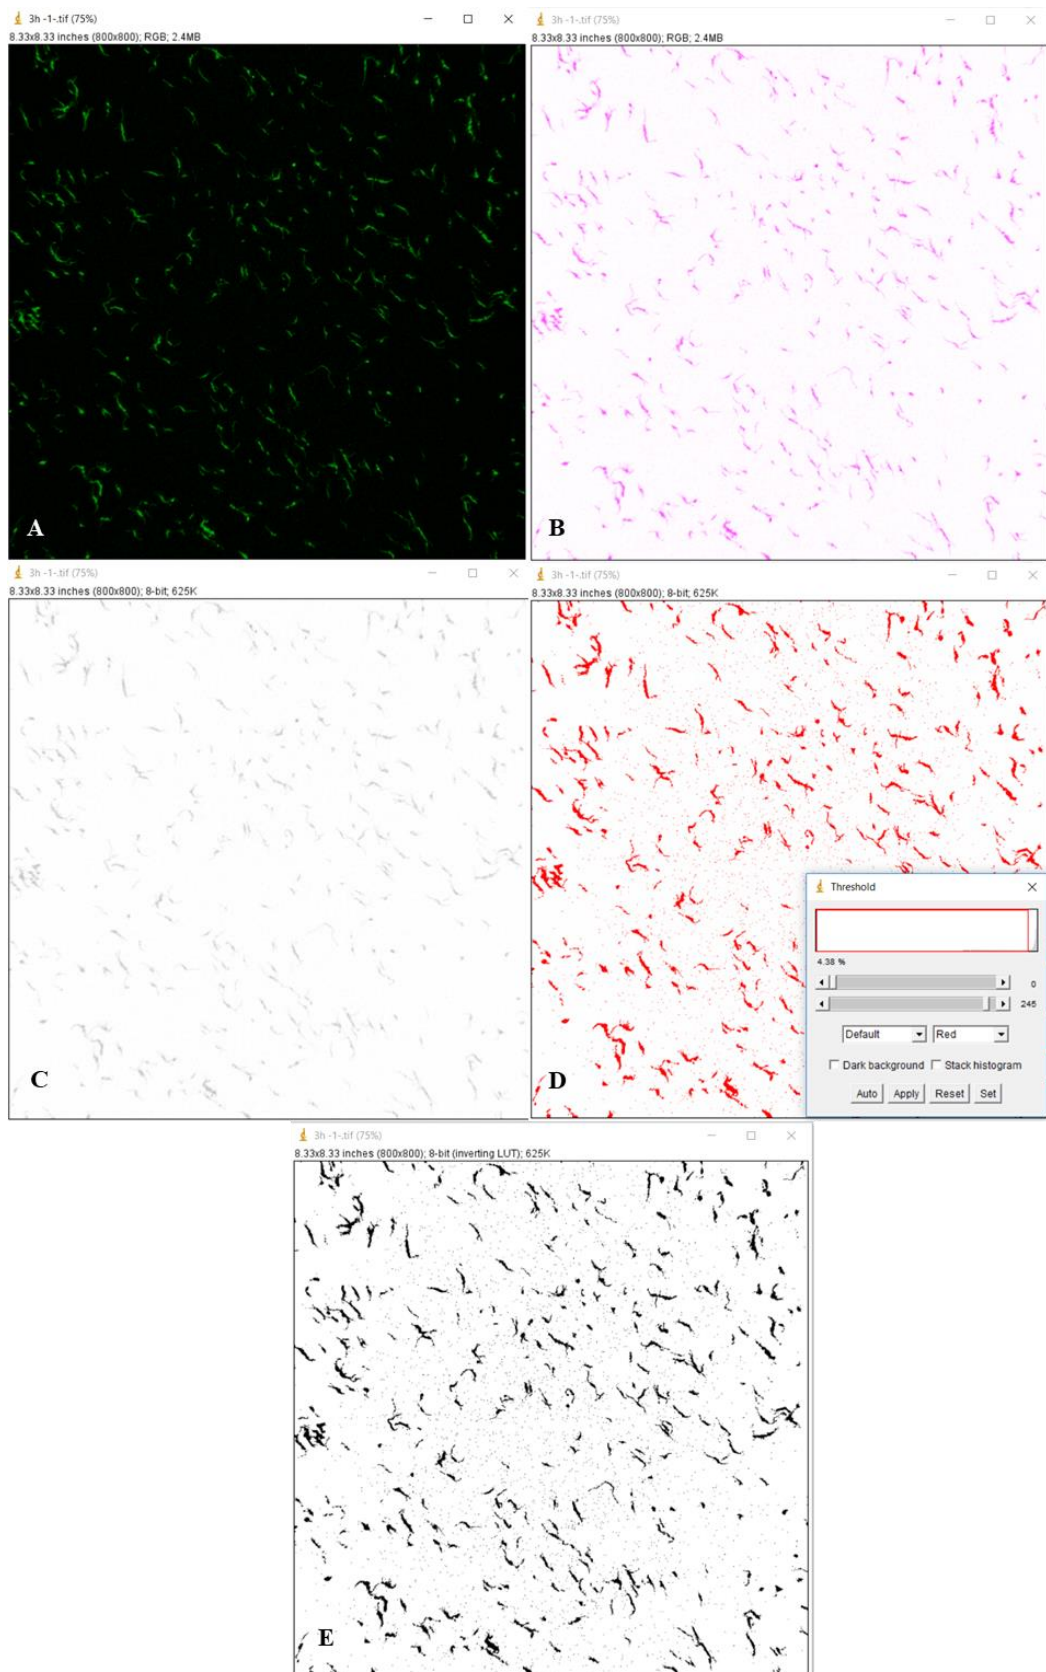 3h -1-.tif (75%)
8.33x8.33 inches (800x800); RGB; 2.4MB
A
3h -1-.tif (75%)
8.33x8.33 inches (800x800); RGB; 2.4MB
B
3h -1-.tif (75%)
8.33x8.33 inches (800x800); 8-bit; 625K
C
3h -1-.tif (75%)
8.33x8.33 inches (800x800); 8-bit; 625K
D
Threshold
4.38 %
0
245
Default Red
Dark background Stack histogram
Auto Apply Reset Set
3h -1-.tif (75%)
8.33x8.33 inches (800x800); 8-bit (inverting LUT); 625K
E